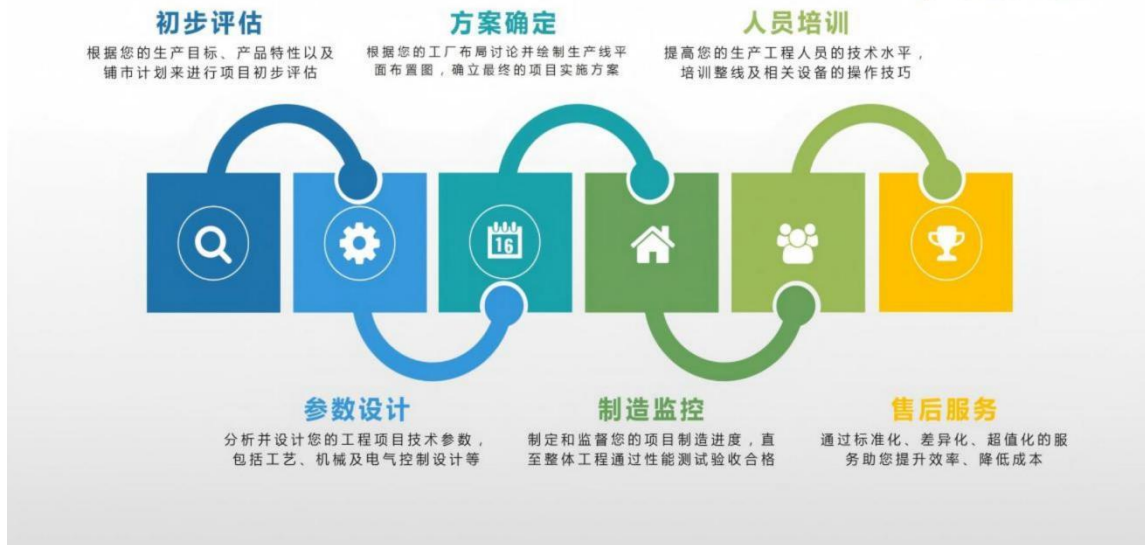 初步评估
根据您的生产目标、产品特性以及
铺市计划来进行项目初步评估
方案确定
根据您的工厂布局讨论并绘制生产线平
面布置图，确立最终的项目实施方案
人员培训
提高您的生产工程人员的技术水平，
培训整线及相关设备的操作技巧
16
参数设计
分析并设计您的工程项目技术参数，
包括工艺、机械及电气控制设计等
制造监控
制定和监督您的项目制造进度，直
至整体工程通过性能测试验收合格
售后服务
通过标准化、差异化、超值化的服
务助您提升效率、降低成本